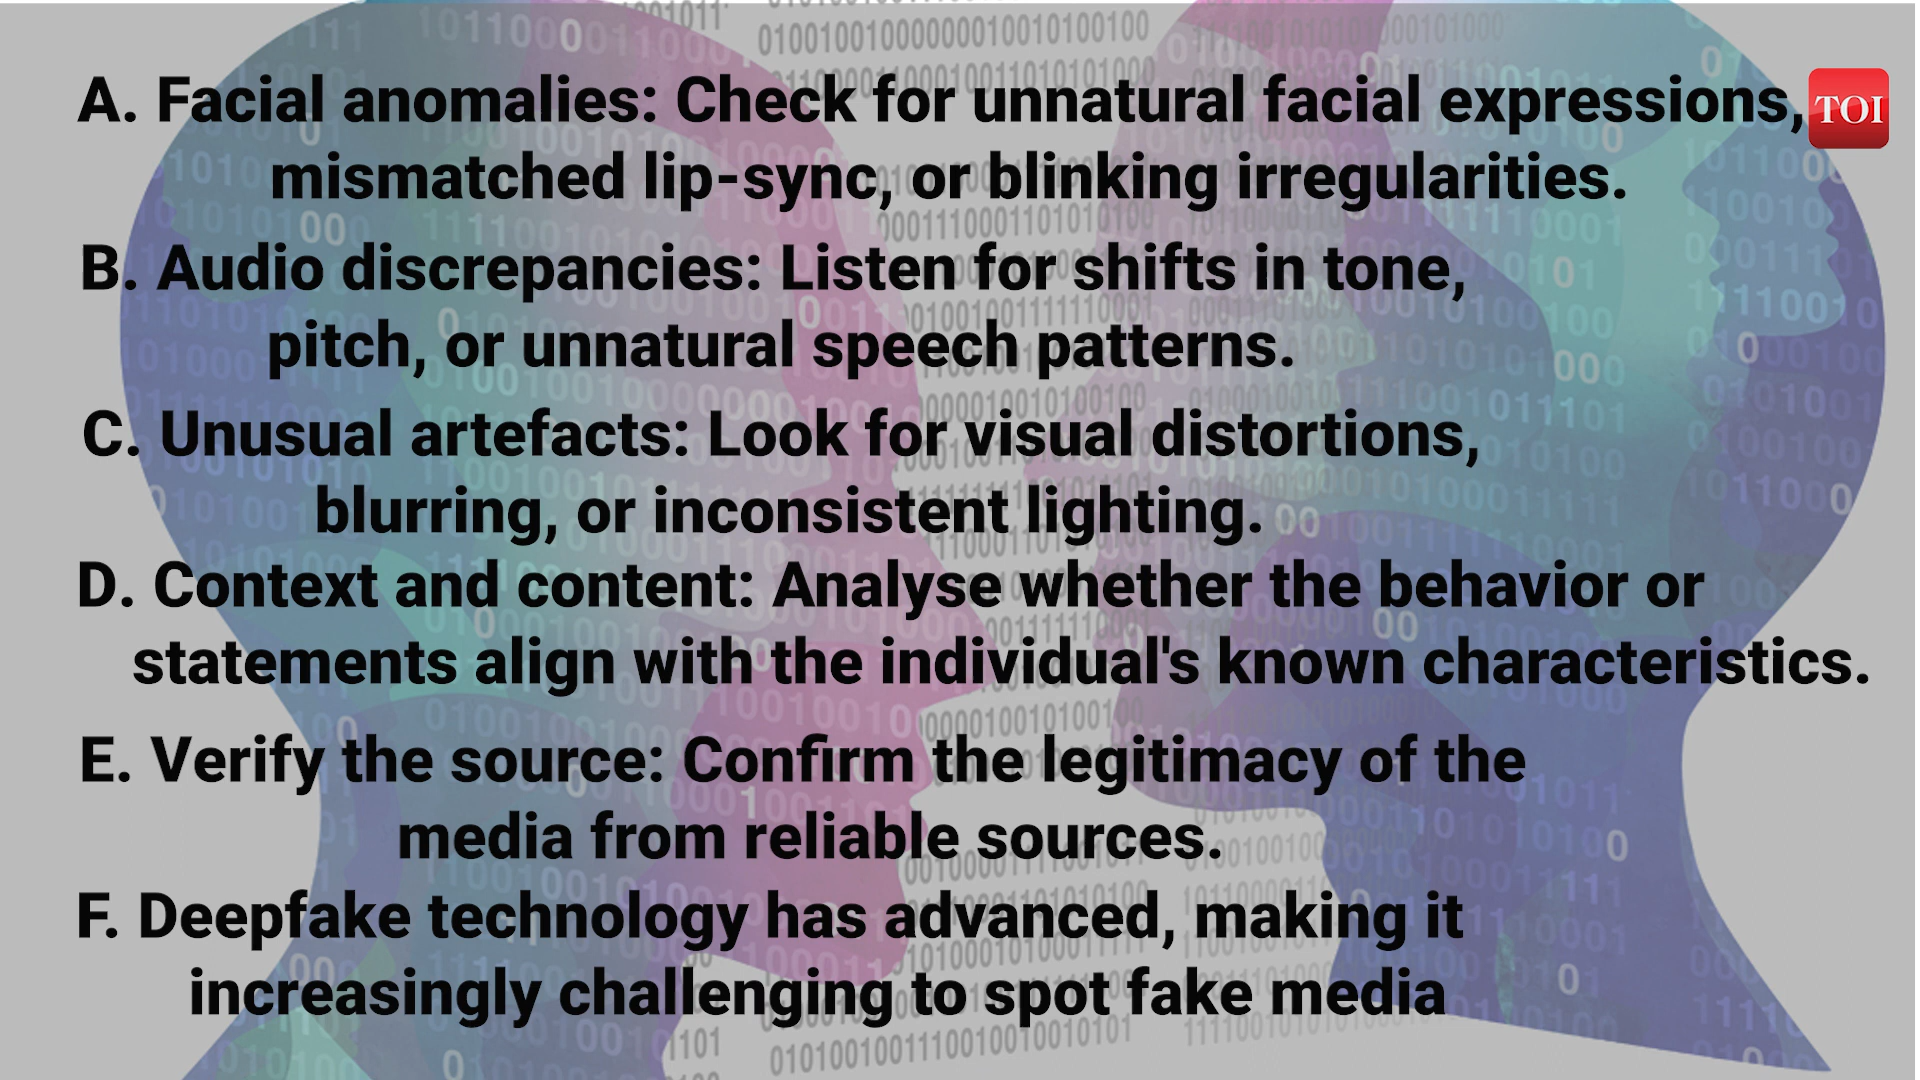 A. Facial anomalies: Check for unnatural facial expressions,
TOI
mismatched lip-sync, or blinking irregularities.
B. Audio discrepancies: Listen for shifts in tone,
pitch, or unnatural speech patterns.
C. Unusual artefacts: Look for visual distortions,
blurring, or inconsistent lighting.
D. Context and content: Analyse whether the behavior or
statements align with the individual's known characteristics.
E. Verify the source: Confirm the legitimacy of the
media from reliable sources.
F. Deepfake technology has advanced, making it
increasingly challenging to spot fake media